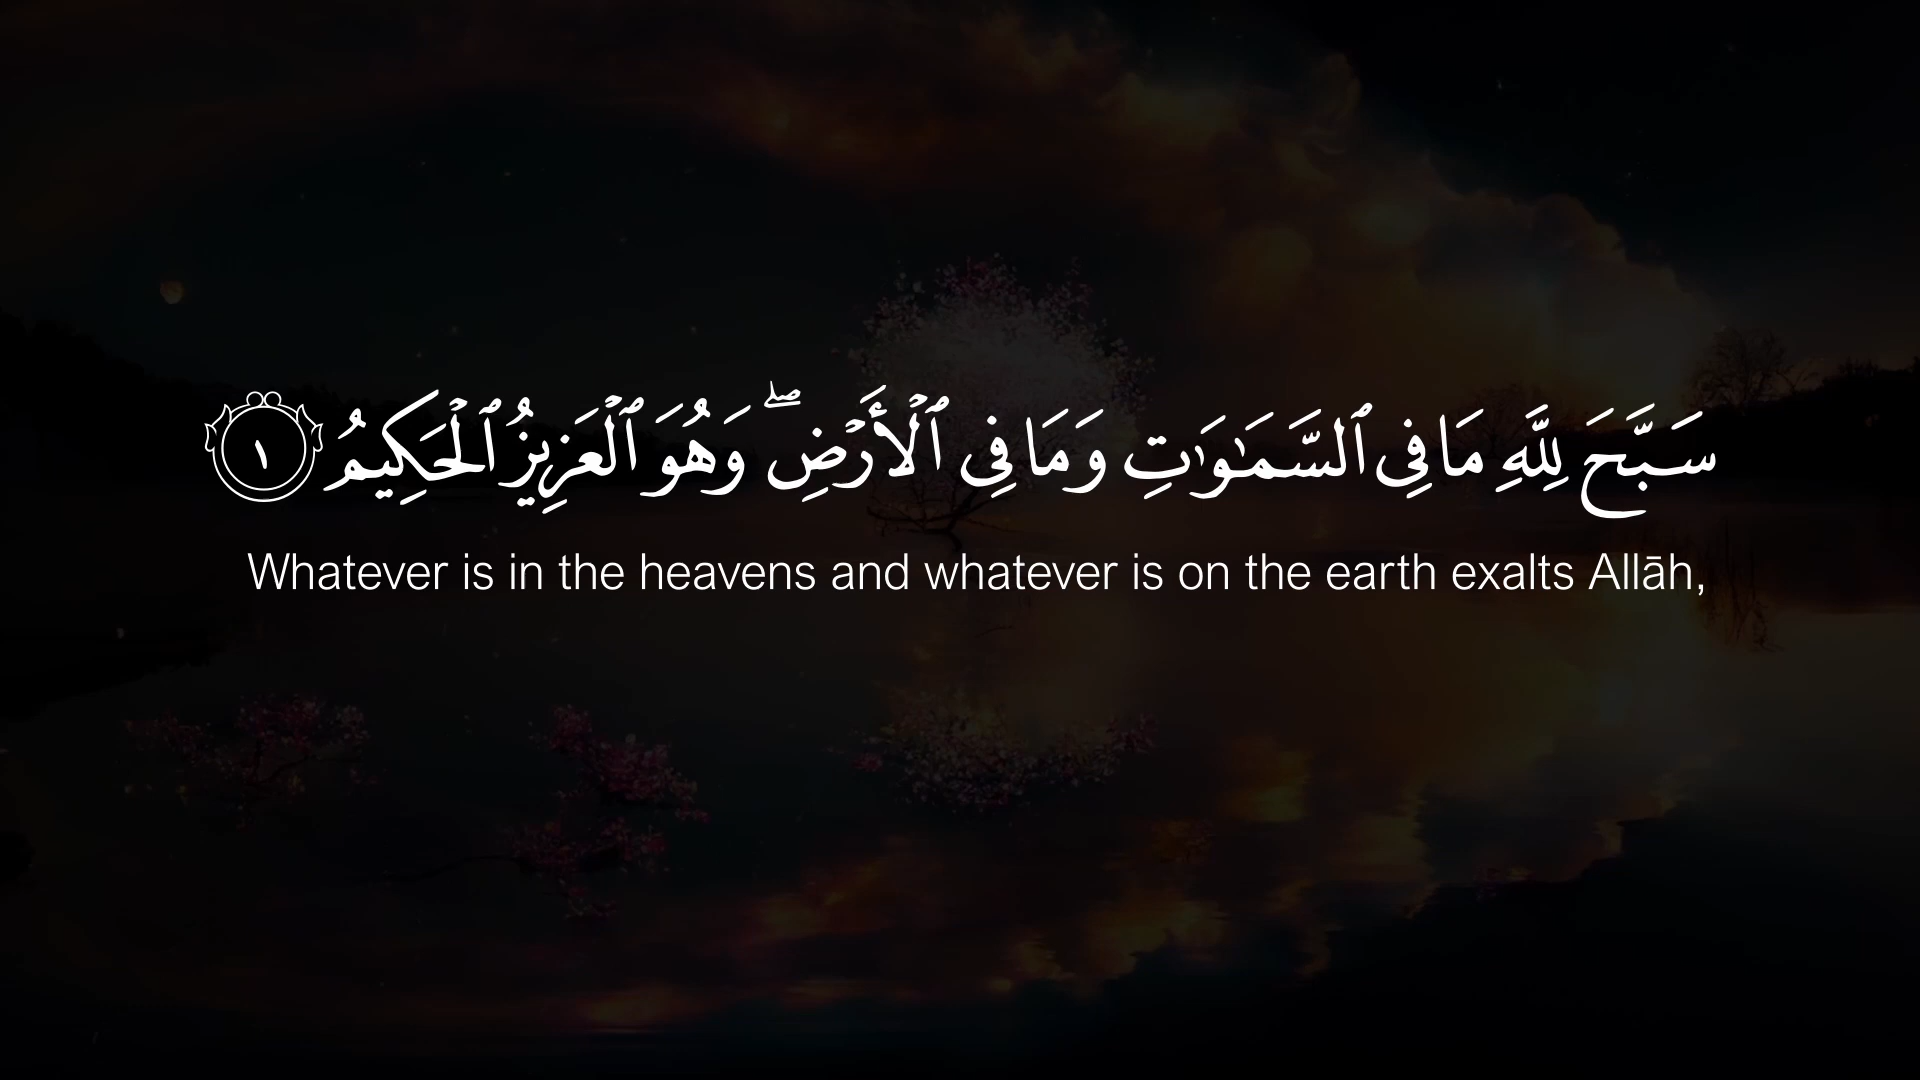 سَبَّحَ لِلَّهِ مَا فِى ٱلسَّمَـٰوَٰتِ وَمَا فِى ٱلْأَرْضِ ۖ وَهُوَ ٱلْعَزِيزُ ٱلْحَكِيمُ ١
Whatever is in the heavens and whatever is on the earth exalts Allāh,